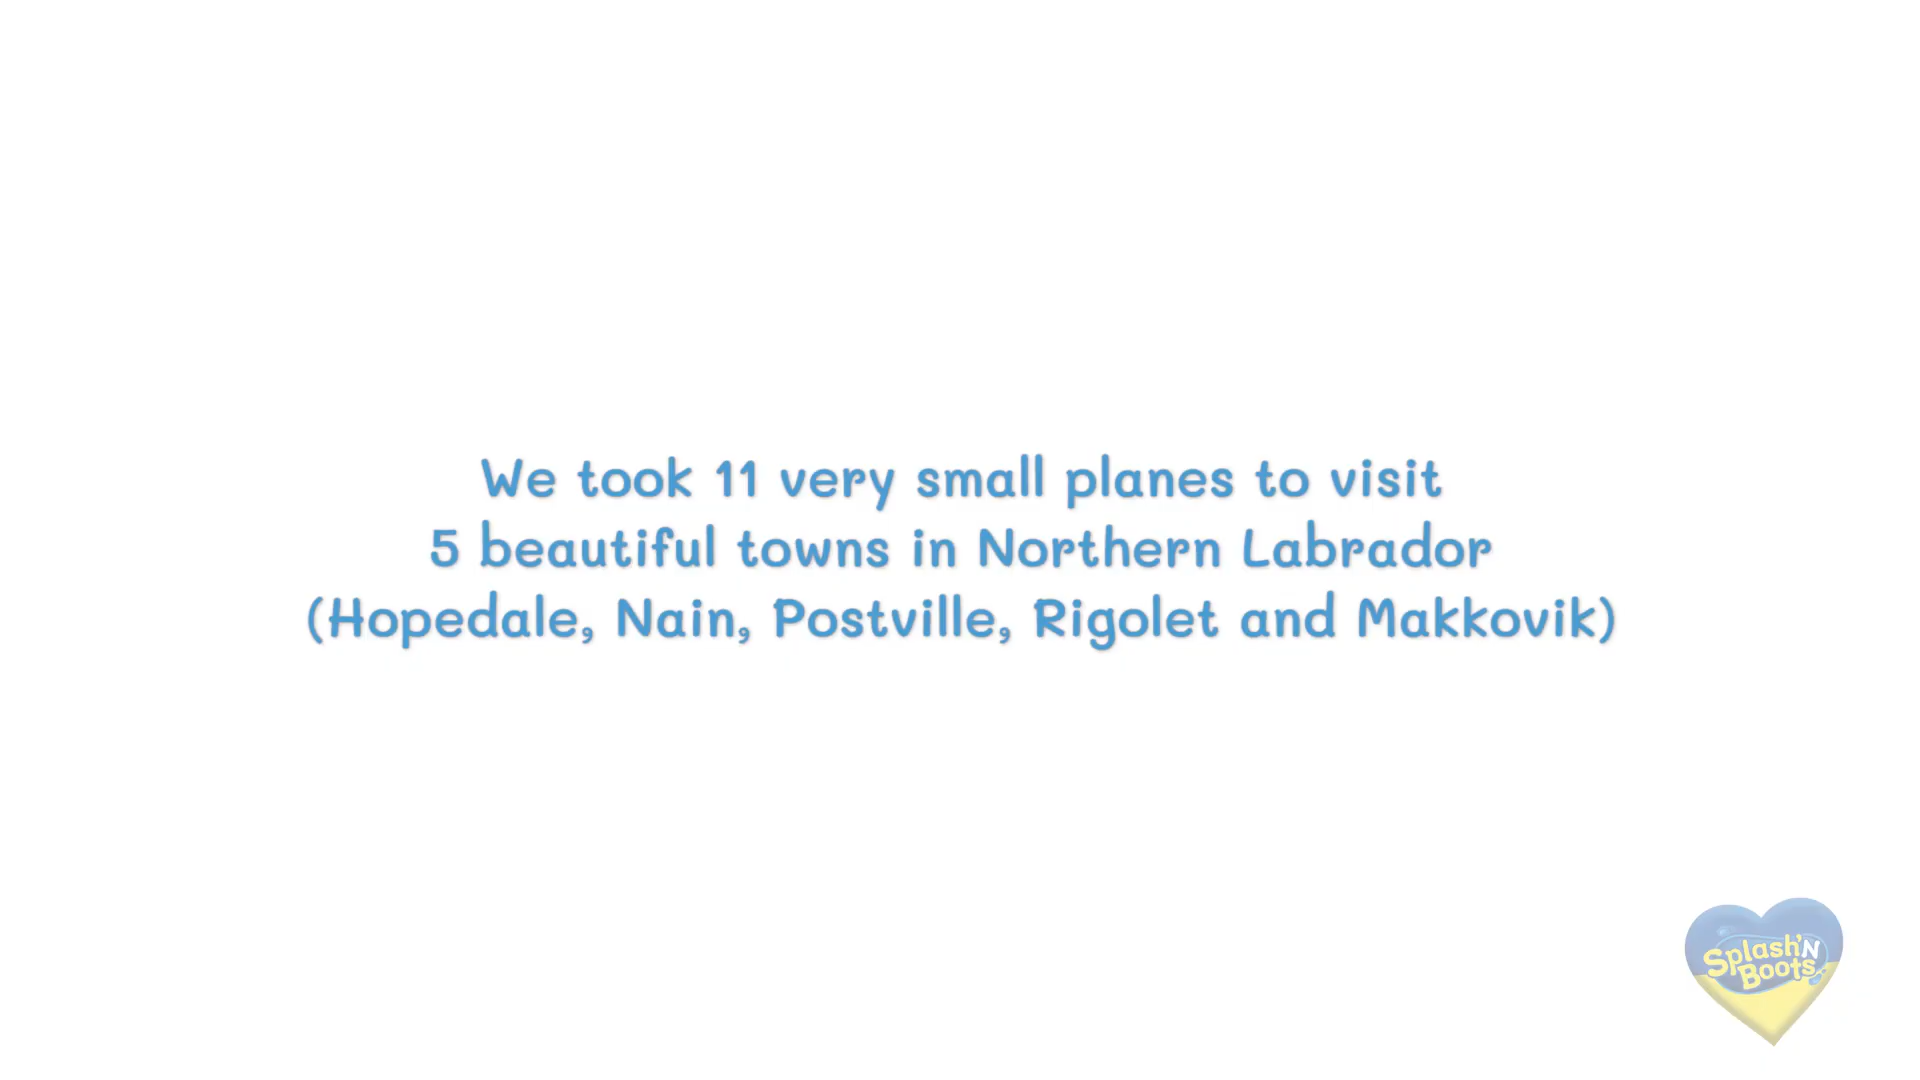 We took 11 very small planes to visit
5 beautiful towns in Northern Labrador
(Hopedale, Nain, Postville, Rigolet and Makkovik)
Splash'N
Boots